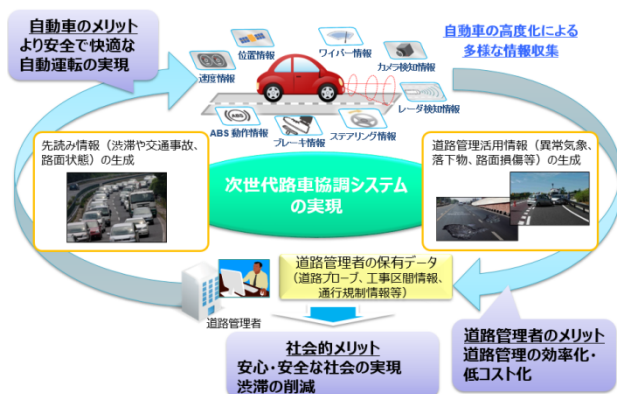 自動車のメリット
より安全で快適な
自動運転の実現
自動車の高度化による
多様な情報収集
位置情報
ワイパー情報
速度情報
カメラ検知情報
レーダ検知情報
ABS 動作情報
ブレーキ情報
ステアリング情報
先読み情報（渋滞や交通事故、
路面状態）の生成
次世代路車協調システム
の実現
道路管理活用情報（異常気象、
落下物、路面損傷等）の生成
道路管理者
道路管理者の保有データ
（道路プローブ、工事区間情報、
通行規制情報等）
社会的メリット
安心・安全な社会の実現
渋滞の削減
道路管理者のメリット
道路管理の効率化・
低コスト化